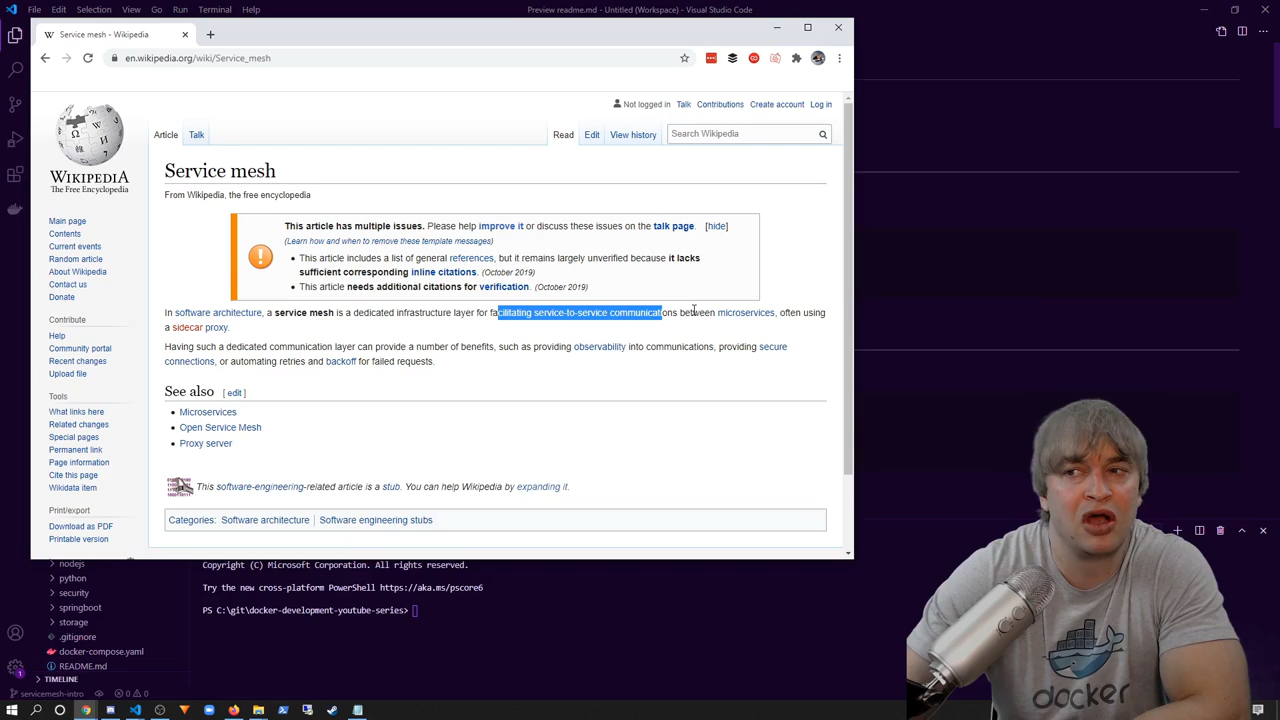 File Edit Selection View Go Run Terminal Help Preview readme.md - Untitled (Workspace) - Visual Studio Code
Service mesh - Wikipedia
en.wikipedia.org/wiki/Service_mesh
Not logged in Talk Contributions Create account Log in
Article Talk Read Edit View history Search Wikipedia
WIKIPEDIA
The Free Encyclopedia
Service mesh
From Wikipedia, the free encyclopedia
This article has multiple issues. Please help improve it or discuss these issues on the talk page. [hide]
(Learn how and when to remove these template messages)
• This article includes a list of general references, but it remains largely unverified because it lacks
sufficient corresponding inline citations. (October 2019)
• This article needs additional citations for verification. (October 2019)
In software architecture, a service mesh is a dedicated infrastructure layer for facilitating service-to-service communications between microservices, often using
a sidecar proxy.
Having such a dedicated communication layer can provide a number of benefits, such as providing observability into communications, providing secure
connections, or automating retries and backoff for failed requests.
See also [ edit ]
• Microservices
• Open Service Mesh
• Proxy server
This software-engineering-related article is a stub. You can help Wikipedia by expanding it.
Categories: Software architecture | Software engineering stubs
Main page
Contents
Current events
Random article
About Wikipedia
Contact us
Donate
Contribute
Help
Community portal
Recent changes
Upload file
Tools
What links here
Related changes
Special pages
Permanent link
Page information
Cite this page
Wikidata item
Print/export
Download as PDF
Printable version
nodejs
python
security
springboot
storage
.gitignore
docker-compose.yaml
README.md
TIMELINE
Copyright (C) Microsoft Corporation. All rights reserved.
Try the new cross-platform PowerShell https://aka.ms/pscore6
PS C:\git\docker-development-youtube-series>
servicemesh-intro 0 0
docker